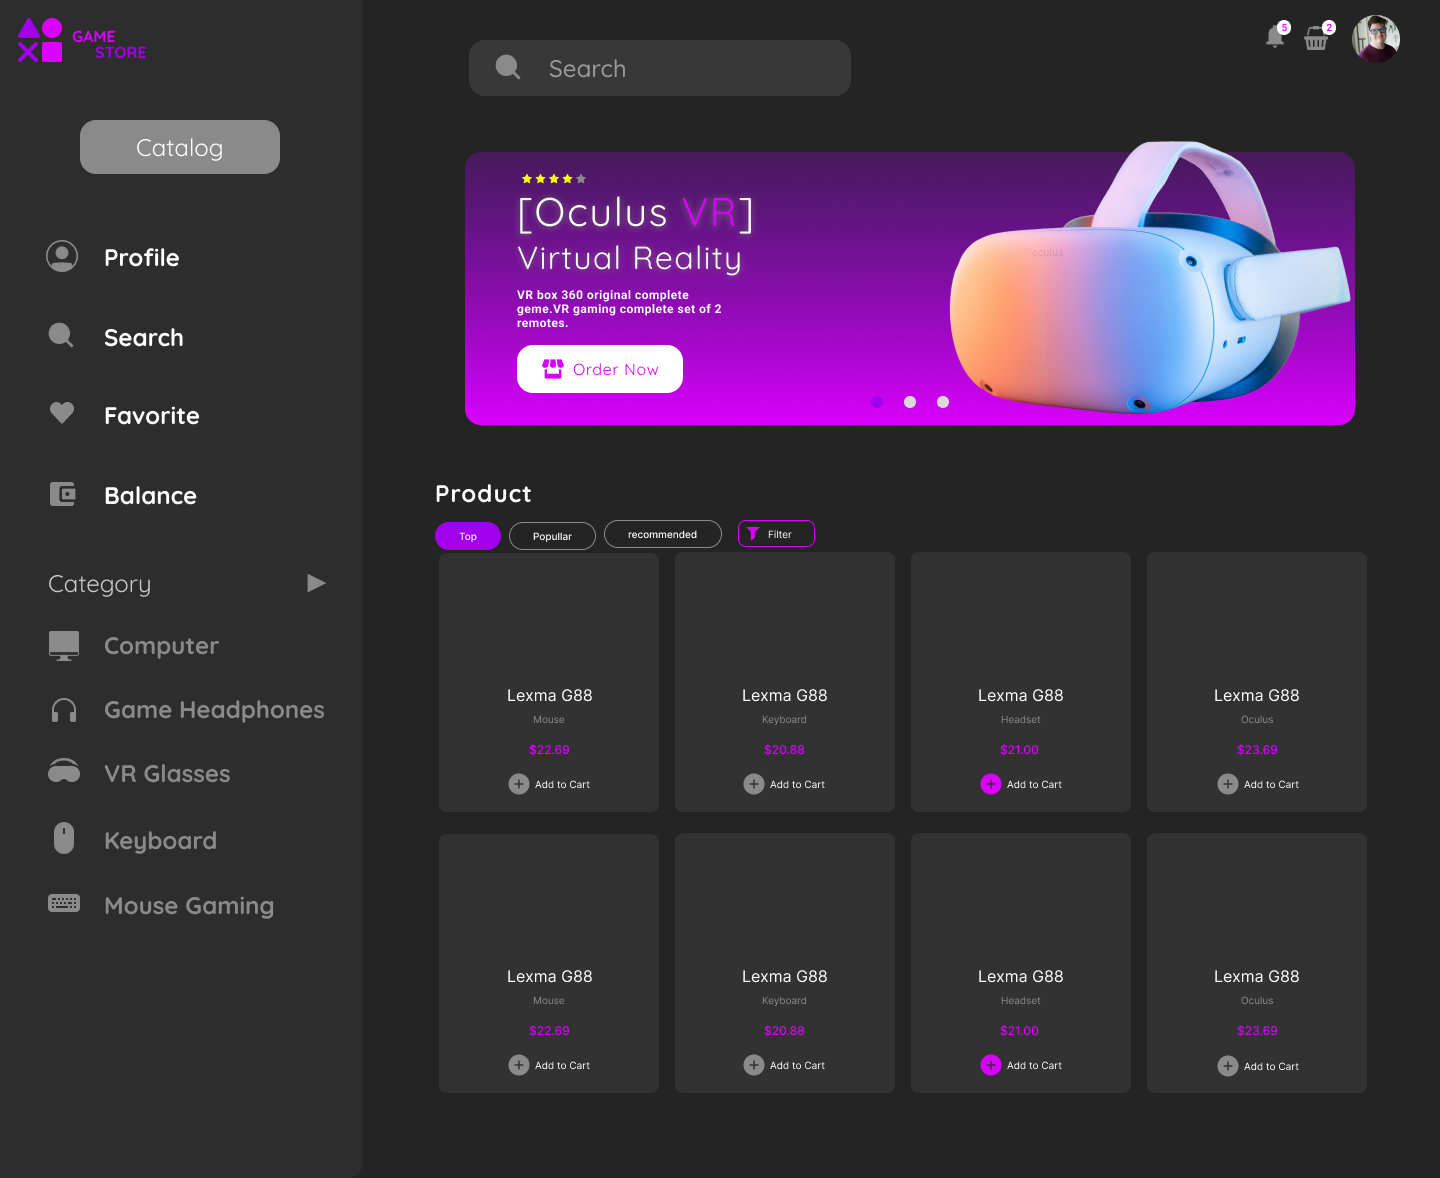 GAME
STORE
5
2
Search
Catalog
Profile
Search
Favorite
Balance
Category
Computer
Game Headphones
VR Glasses
Keyboard
Mouse Gaming
[Oculus VR]
Virtual Reality
VR box 360 original complete
geme.VR gaming complete set of 2
remotes.
Order Now
oculus
Product
Top
Popullar
recommended
Filter
Lexma G88
Mouse
$22.69
Add to Cart
Lexma G88
Keyboard
$20.88
Add to Cart
Lexma G88
Headset
$21.00
Add to Cart
Lexma G88
Oculus
$23.69
Add to Cart
Lexma G88
Mouse
$22.69
Add to Cart
Lexma G88
Keyboard
$20.88
Add to Cart
Lexma G88
Headset
$21.00
Add to Cart
Lexma G88
Oculus
$23.69
Add to Cart